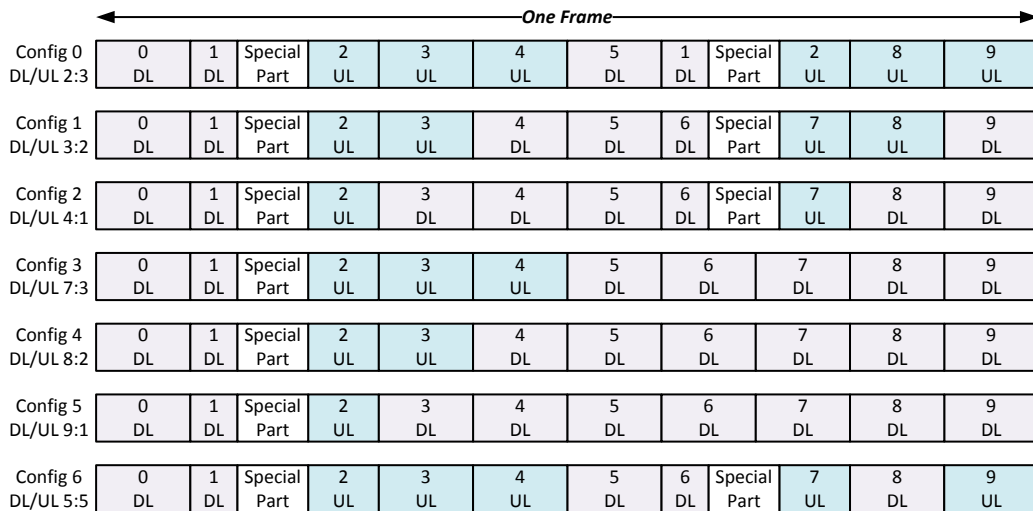 One Frame
Config 0 0 1 Special 2 3 4 5 1 Special 2 8 9
DL/UL 2:3 DL DL Part UL UL UL DL DL Part UL UL UL
Config 1 0 1 Special 2 3 4 5 6 Special 7 8 9
DL/UL 3:2 DL DL Part UL UL DL DL DL Part UL UL DL
Config 2 0 1 Special 2 3 4 5 6 Special 7 8 9
DL/UL 4:1 DL DL Part UL DL DL DL DL Part UL DL DL
Config 3 0 1 Special 2 3 4 5 6 7 8 9
DL/UL 7:3 DL DL Part UL UL UL DL DL DL DL DL
Config 4 0 1 Special 2 3 4 5 6 7 8 9
DL/UL 8:2 DL DL Part UL UL DL DL DL DL DL DL
Config 5 0 1 Special 2 3 4 5 6 7 8 9
DL/UL 9:1 DL DL Part UL DL DL DL DL DL DL DL
Config 6 0 1 Special 2 3 4 5 6 Special 7 8 9
DL/UL 5:5 DL DL Part UL UL UL DL DL Part UL DL UL